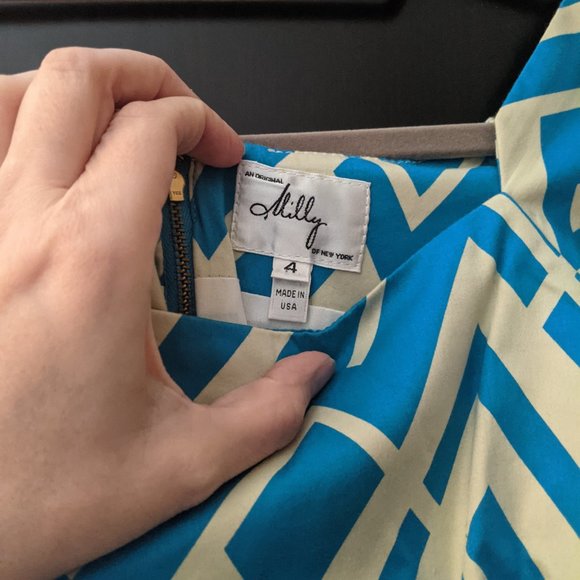 AN ORIGINAL
Milly
OF NEW YORK
4
MADE IN
USA